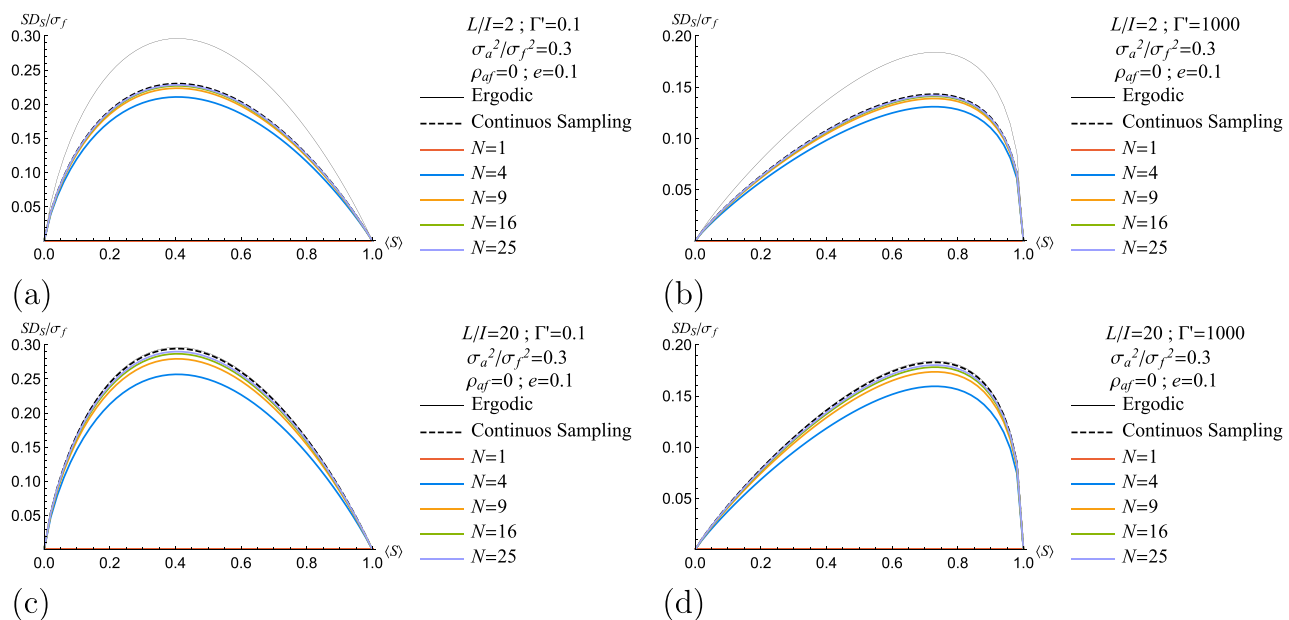 SD_S/σ_f
0.30
0.25
0.20
0.15
0.10
0.05
0.0 0.2 0.4 0.6 0.8 1.0 ⟨S⟩
L/I=2 ; Γ'=0.1
σ_a²/σ_f²=0.3
ρ_af=0 ; e=0.1
Ergodic
Continuos Sampling
N=1
N=4
N=9
N=16
N=25
(a)
SD_S/σ_f
0.20
0.15
0.10
0.05
0.0 0.2 0.4 0.6 0.8 1.0 ⟨S⟩
L/I=2 ; Γ'=1000
σ_a²/σ_f²=0.3
ρ_af=0 ; e=0.1
Ergodic
Continuos Sampling
N=1
N=4
N=9
N=16
N=25
(b)
SD_S/σ_f
0.30
0.25
0.20
0.15
0.10
0.05
0.0 0.2 0.4 0.6 0.8 1.0 ⟨S⟩
L/I=20 ; Γ'=0.1
σ_a²/σ_f²=0.3
ρ_af=0 ; e=0.1
Ergodic
Continuos Sampling
N=1
N=4
N=9
N=16
N=25
(c)
SD_S/σ_f
0.20
0.15
0.10
0.05
0.0 0.2 0.4 0.6 0.8 1.0 ⟨S⟩
L/I=20 ; Γ'=1000
σ_a²/σ_f²=0.3
ρ_af=0 ; e=0.1
Ergodic
Continuos Sampling
N=1
N=4
N=9
N=16
N=25
(d)